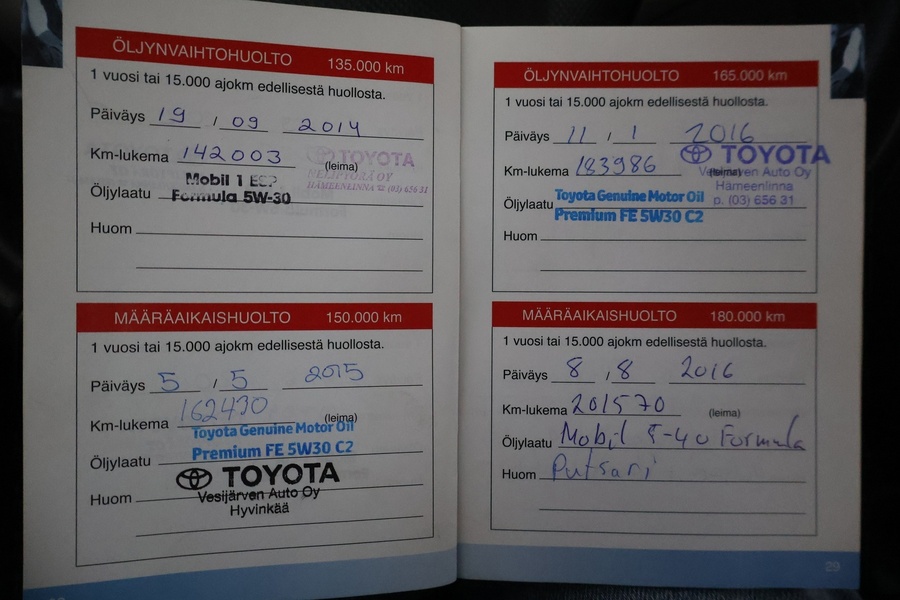 ÖLJYNVAIHTOHUOLTO 135.000 km
1 vuosi tai 15.000 ajokm edellisestä huollosta.
Päiväys 19 / 09 2014
Km-lukema 142003 (leima)
TOYOTA
HÄMEENLINNA ☎ (03) 656 31
Öljylaatu Mobil 1 ESP
Formula 5W-30
Huom
MÄÄRÄAIKAISHUOLTO 150.000 km
1 vuosi tai 15.000 ajokm edellisestä huollosta.
Päiväys 5 / 5 2015
Km-lukema 162430 (leima)
Öljylaatu Toyota Genuine Motor Oil
Premium FE 5W30 C2
TOYOTA
Huom Vesijärven Auto Oy
Hyvinkää
ÖLJYNVAIHTOHUOLTO 165.000 km
1 vuosi tai 15.000 ajokm edellisestä huollosta.
Päiväys 11 / 1 2016
TOYOTA
Km-lukema 183986 (leima)
Vesijärven Auto Oy
Hämeenlinna
p. (03) 656 31
Öljylaatu Toyota Genuine Motor Oil
Premium FE 5W30 C2
Huom
MÄÄRÄAIKAISHUOLTO 180.000 km
1 vuosi tai 15.000 ajokm edellisestä huollosta.
Päiväys 8 / 8 2016
Km-lukema 201570 (leima)
Öljylaatu Mobil 5-40 Formula
Huom Putsari
29